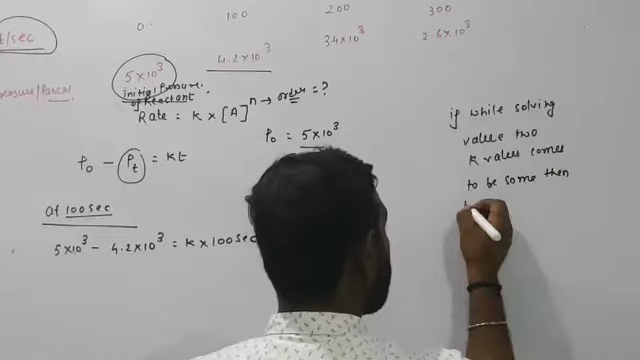 t/sec 0 100 200 300
Pressure/Pascal 5×10³ 4.2×10³ 3.4×10³ 2.6×10³
initial pressure
of Reactant
Rate = K × [A]ⁿ → order = ?
P₀ = 5×10³
P₀ - Pt = Kt
At 100sec
5×10³ - 4.2×10³ = K × 100sec
if while solving
value two
K values comes
to be some then